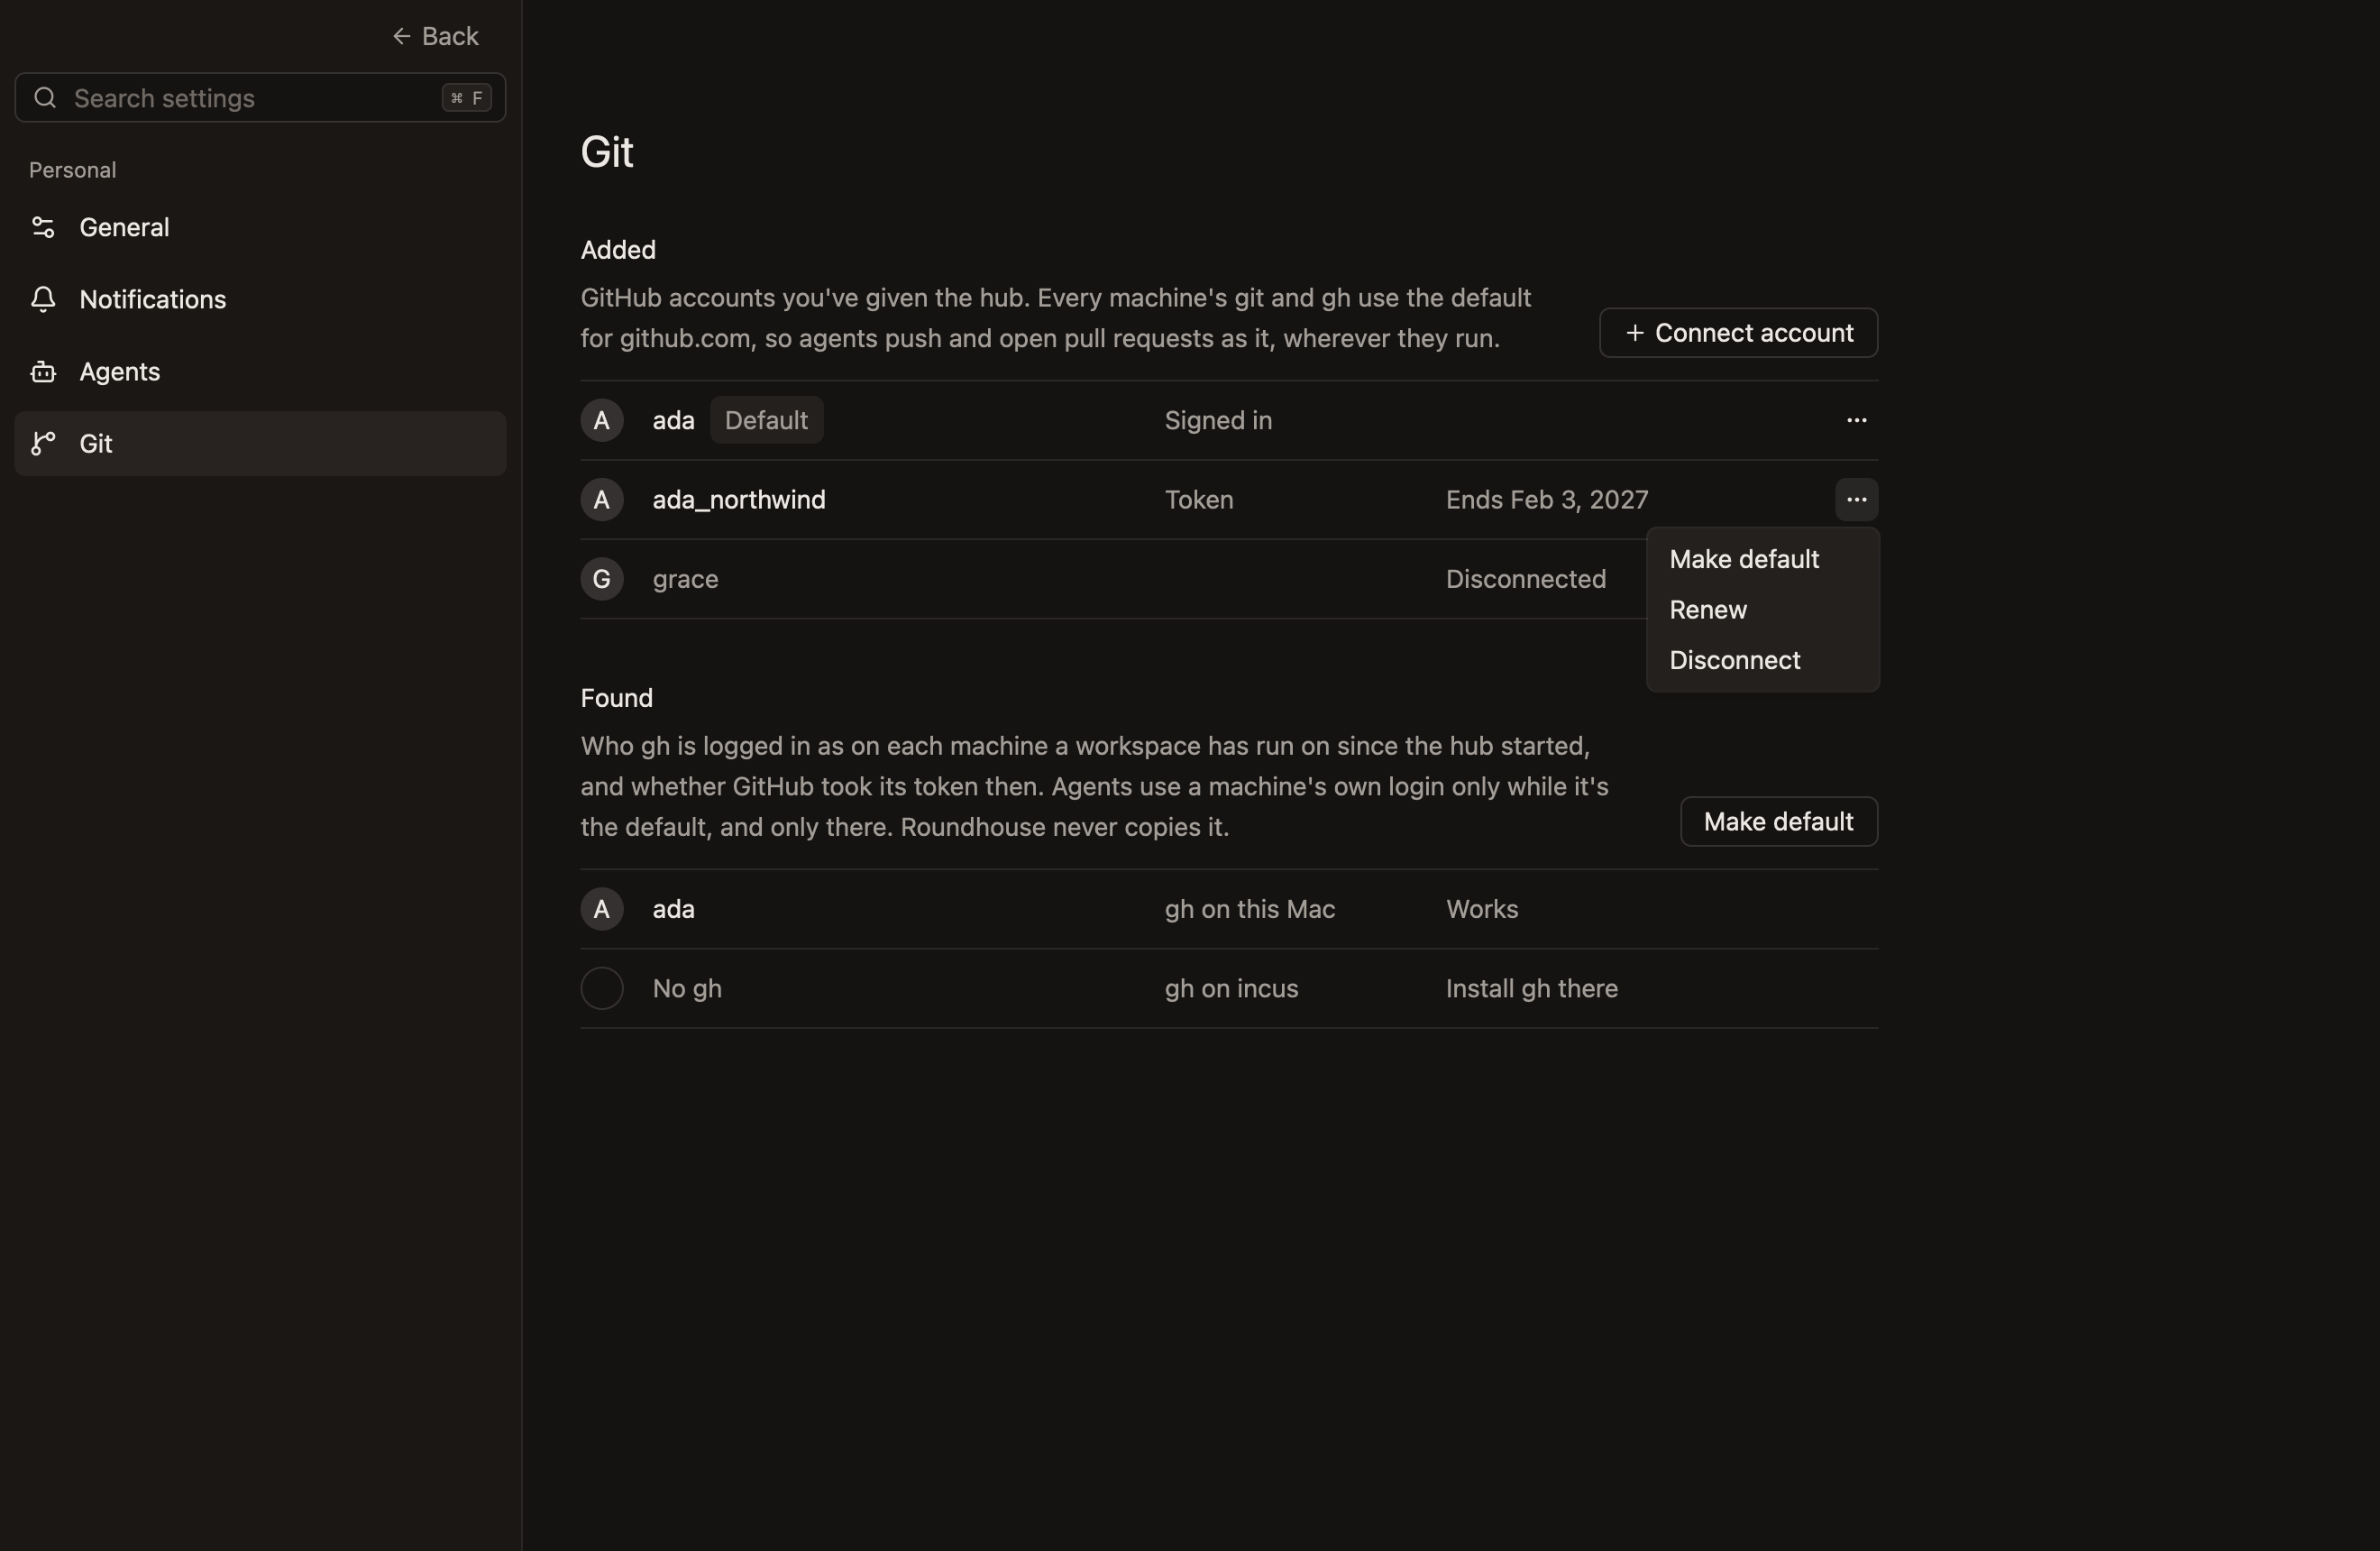 Back
Search settings
⌘ F
Personal
General
Notifications
Agents
Git
Git
Added
GitHub accounts you've given the hub. Every machine's git and gh use the default
for github.com, so agents push and open pull requests as it, wherever they run.
Connect account
A ada Default Signed in
A ada_northwind Token Ends Feb 3, 2027
G grace Disconnected
Make default
Renew
Disconnect
Found
Who gh is logged in as on each machine a workspace has run on since the hub started,
and whether GitHub took its token then. Agents use a machine's own login only while it's
the default, and only there. Roundhouse never copies it.
Make default
A ada gh on this Mac Works
No gh gh on incus Install gh there